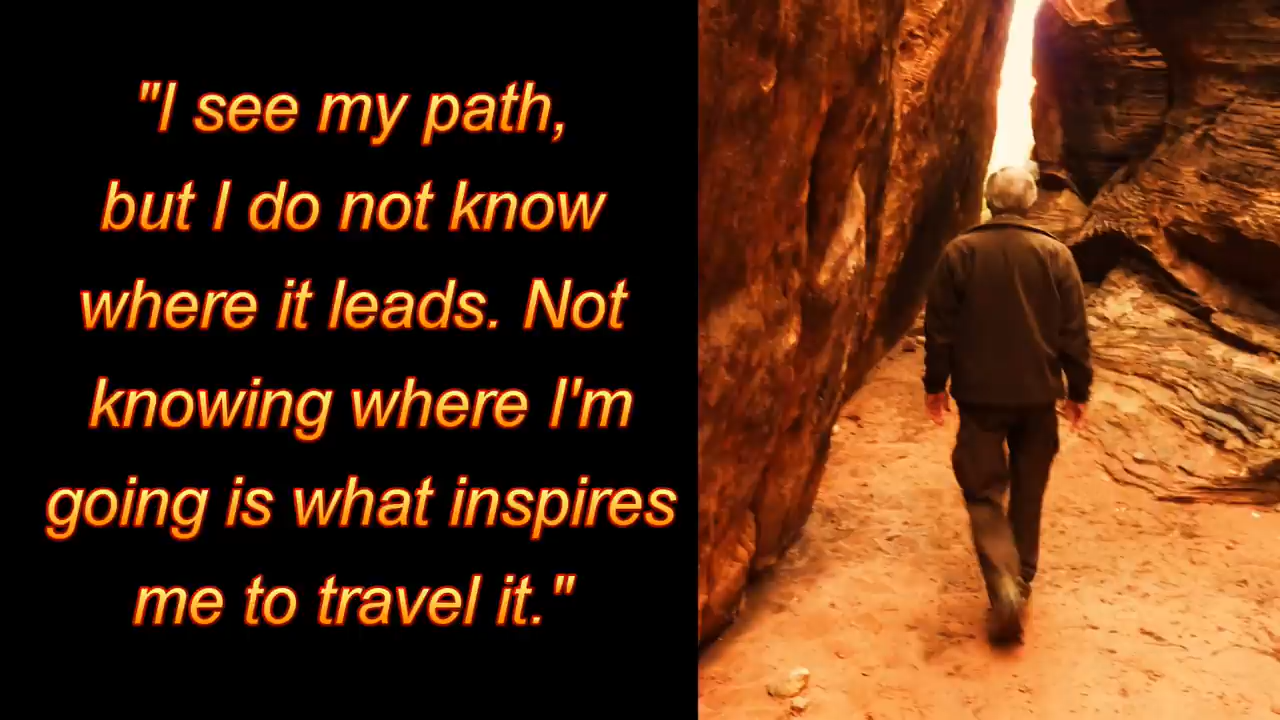 "I see my path,
but I do not know
where it leads. Not
knowing where I'm
going is what inspires
me to travel it."